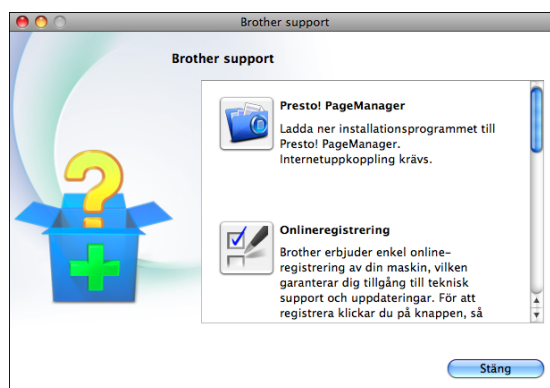 Brother support
Brother support
Presto! PageManager
Ladda ner installationsprogrammet till
Presto! PageManager.
Internetuppkoppling krävs.
Onlineregistrering
Brother erbjuder enkel online-
registrering av din maskin, vilken
garanterar dig tillgång till teknisk
support och uppdateringar. För att
registrera klickar du på knappen, så
Stäng